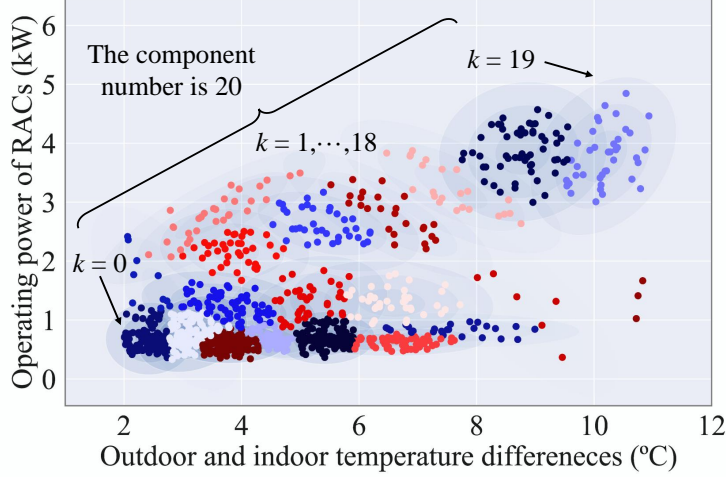 Operating power of RACs (kW)
6
5
4
3
2
1
0
The component
number is 20
k = 19
k = 1,⋯,18
k = 0
2
4
6
8
10
12
Outdoor and indoor temperature differeneces (ºC)